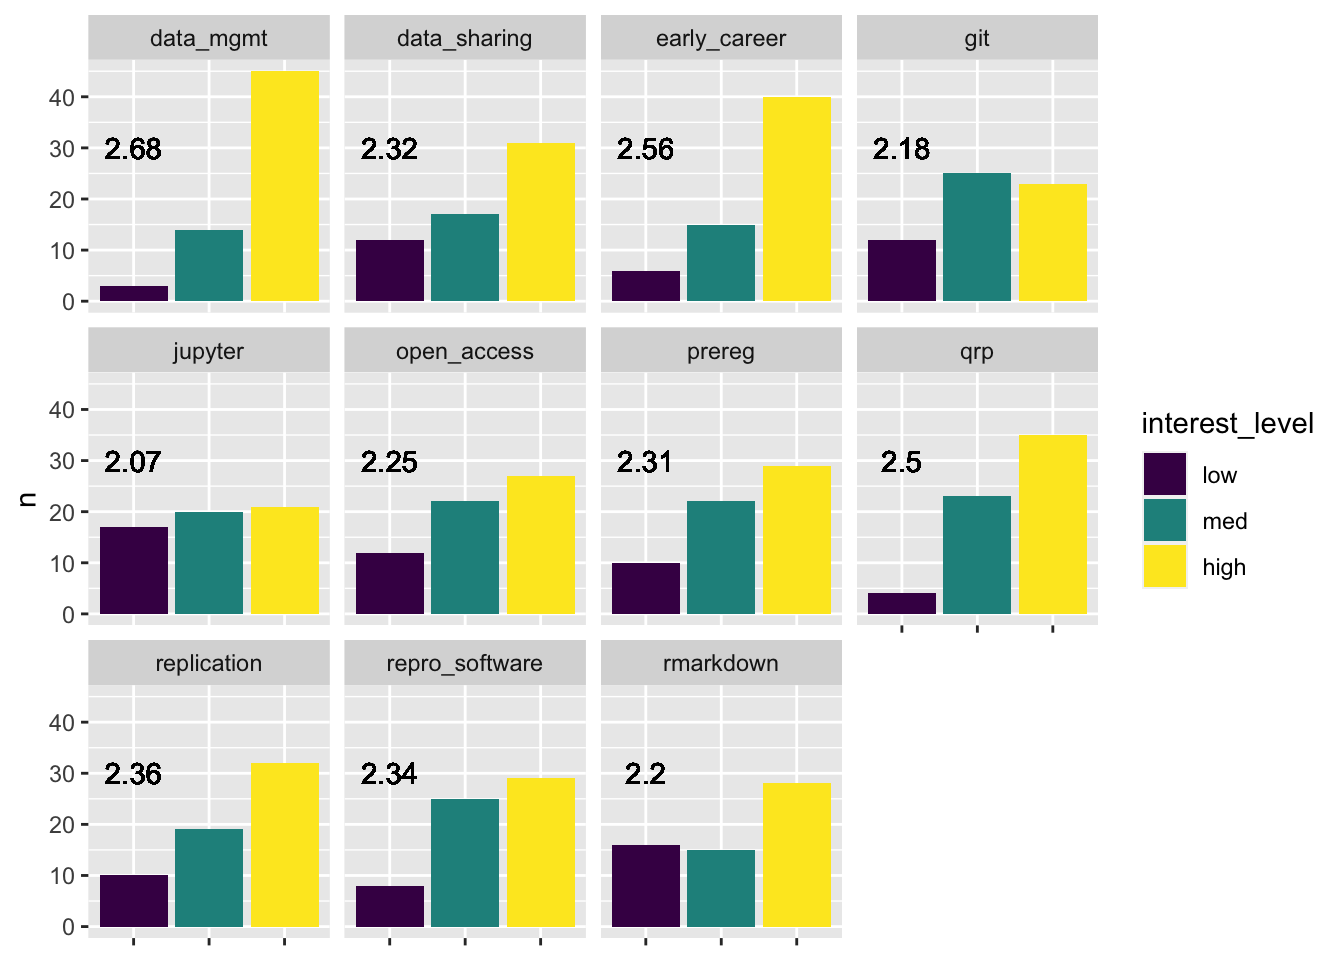 data_mgmt data_sharing early_career git
40
30
20
10
0
2.68 2.32 2.56 2.18
jupyter open_access prereg qrp
40
30
20
10
0
2.07 2.25 2.31 2.5
n
replication repro_software rmarkdown
40
30
20
10
0
2.36 2.34 2.2
interest_level
low
med
high